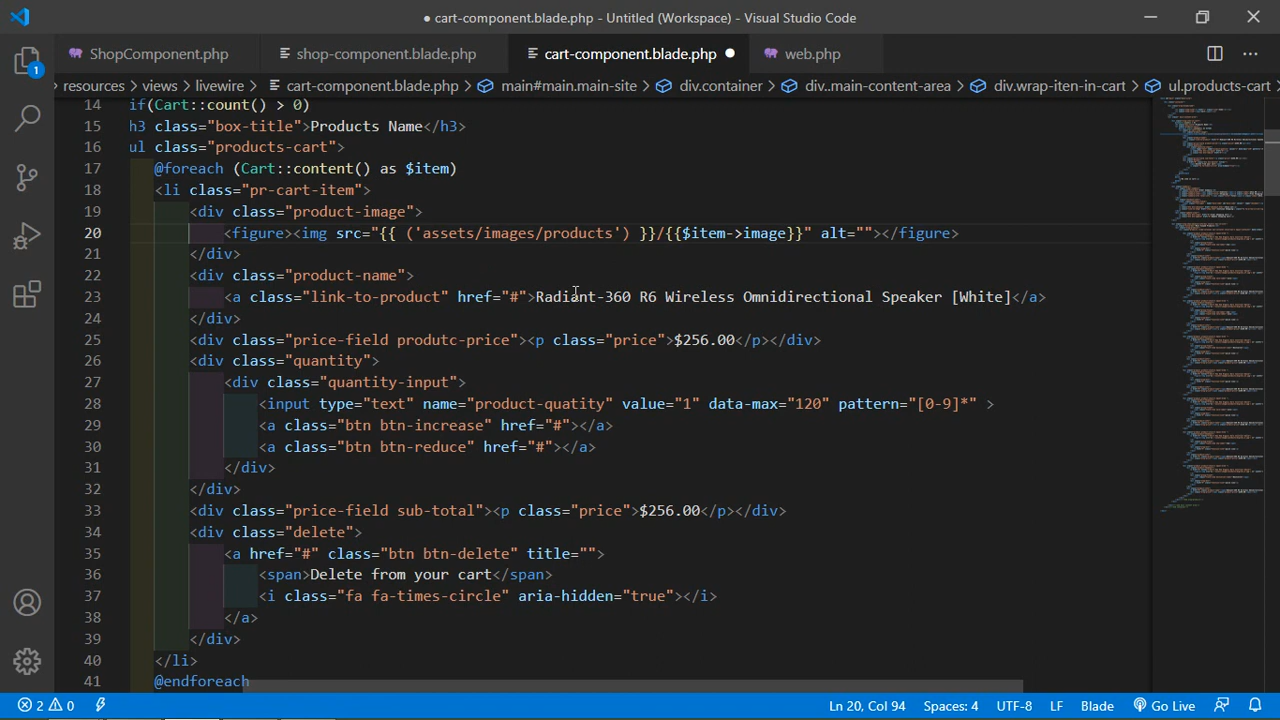 ● cart-component.blade.php - Untitled (Workspace) - Visual Studio Code
ShopComponent.php shop-component.blade.php cart-component.blade.php ● web.php
resources > views > livewire > cart-component.blade.php > main#main.main-site > div.container > div..main-content-area > div.wrap-iten-in-cart > ul.products-cart >
1
14 if(Cart::count() > 0)
15 h3 class="box-title">Products Name</h3>
16 ul class="products-cart">
17 @foreach (Cart::content() as $item)
18 <li class="pr-cart-item">
19 <div class="product-image">
20 <figure><img src="{{ ('assets/images/products') }}/{{$item->image}}" alt=""></figur
21 </div>
22 <div class="product-name">
23 <a class="link-to-product" href="#">Radiant-360 R6 Wireless Omnidirectional Speaker [White]</a>
24 </div>
25 <div class="price-field produtc-price"><p class="price">$256.00</p></div>
26 <div class="quantity">
27 <div class="quantity-input">
28 <input type="text" name="product-quatity" value="1" data-max="120" pattern="[0-9]*" >
29 <a class="btn btn-increase" href="#"></a>
30 <a class="btn btn-reduce" href="#"></a>
31 </div>
32 </div>
33 <div class="price-field sub-total"><p class="price">$256.00</p></div>
34 <div class="delete">
35 <a href="#" class="btn btn-delete" title="">
36 <span>Delete from your cart</span>
37 <i class="fa fa-times-circle" aria-hidden="true"></i>
38 </a>
39 </div>
40 </li>
41 @endforeach
2 0 Ln 20, Col 94 Spaces: 4 UTF-8 LF Blade Go Live